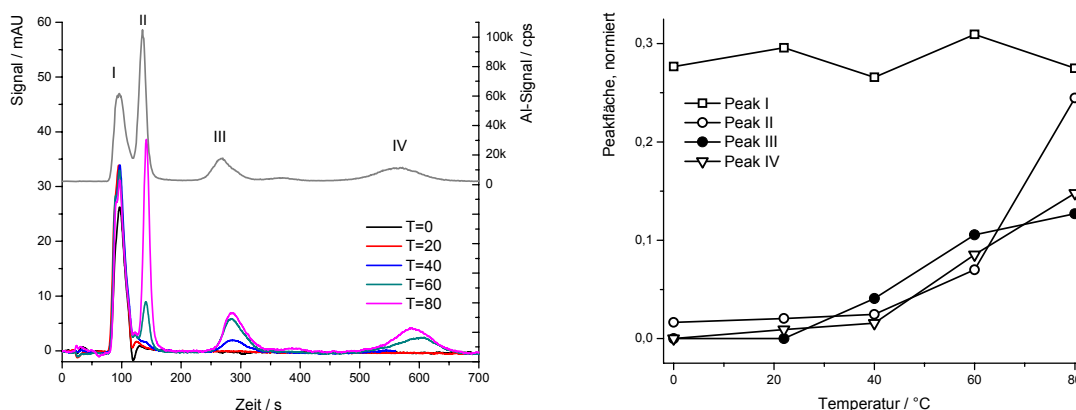 Signal / mAU
60
50
40
30
20
10
0
0
100
200
300
400
500
600
700
Zeit / s
I
II
III
IV
100k
80k
60k
40k
20k
0
Al-Signal / cps
T=0
T=20
T=40
T=60
T=80
Peakfläche, normiert
0,3
0,2
0,1
0,0
0
20
40
60
80
Temperatur / °C
Peak I
Peak II
Peak III
Peak IV